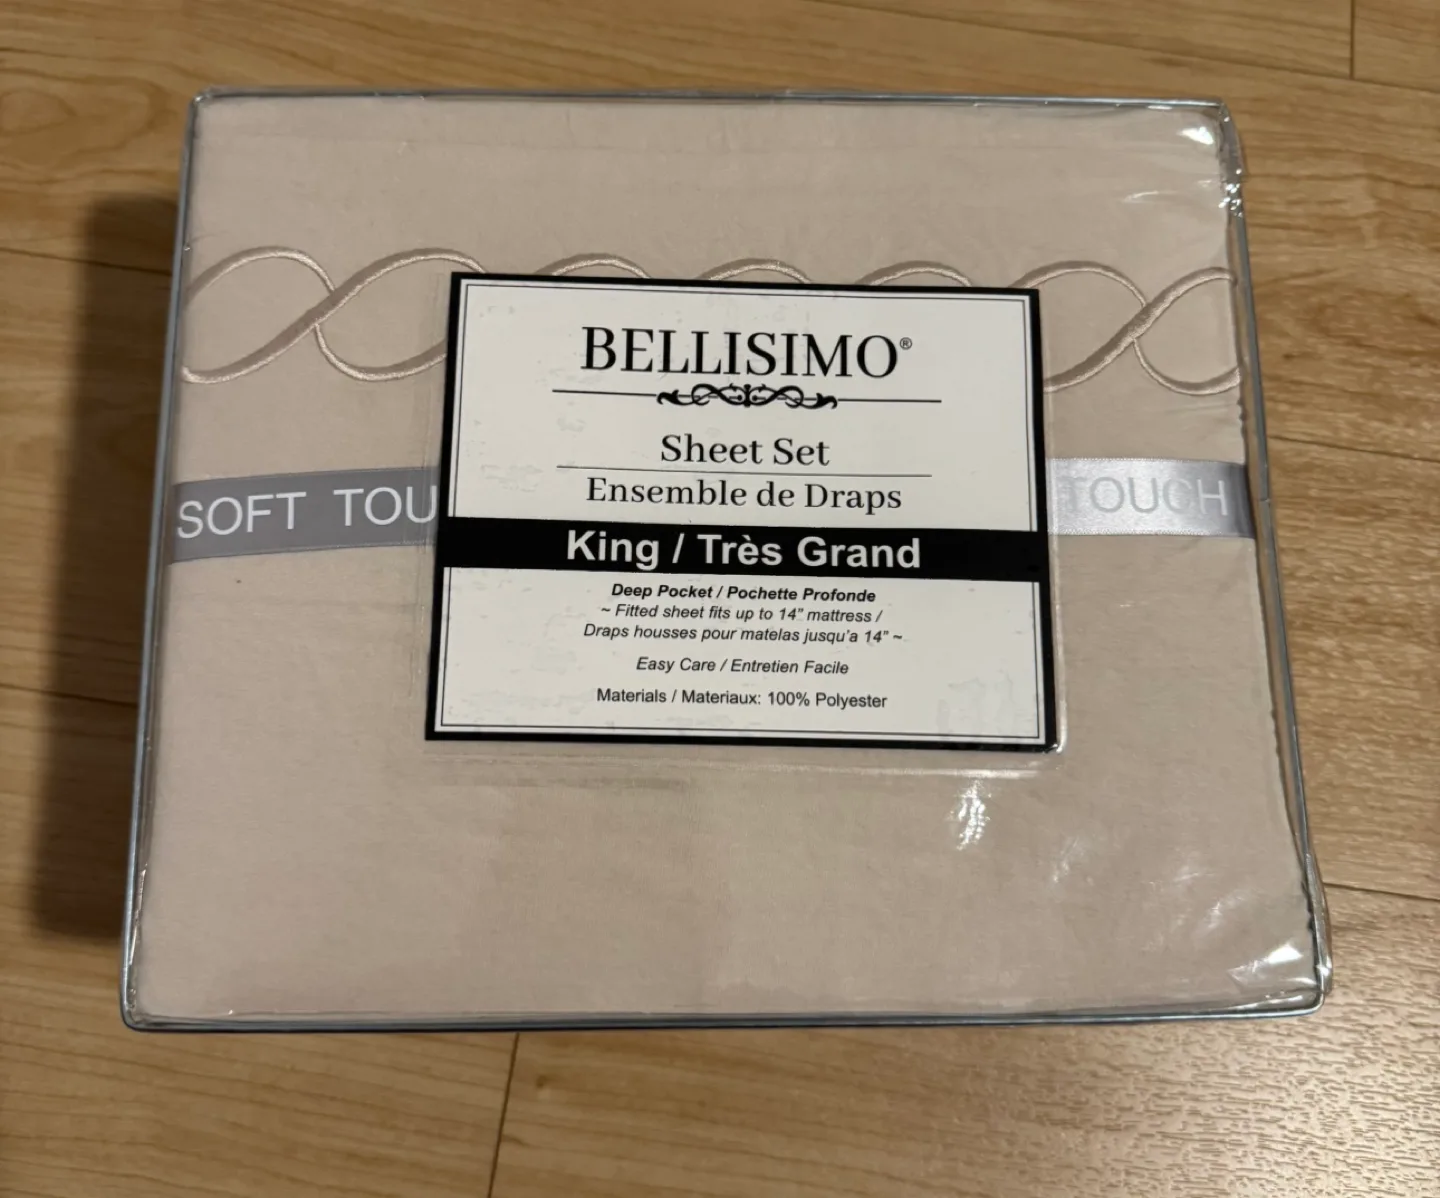 BELLISIMO®
Sheet Set
Ensemble de Draps
SOFT TOU
TOUCH
King / Très Grand
Deep Pocket / Pochette Profonde
~ Fitted sheet fits up to 14" mattress /
Draps housses pour matelas jusqu'a 14" ~
Easy Care / Entretien Facile
Materials / Materiaux: 100% Polyester